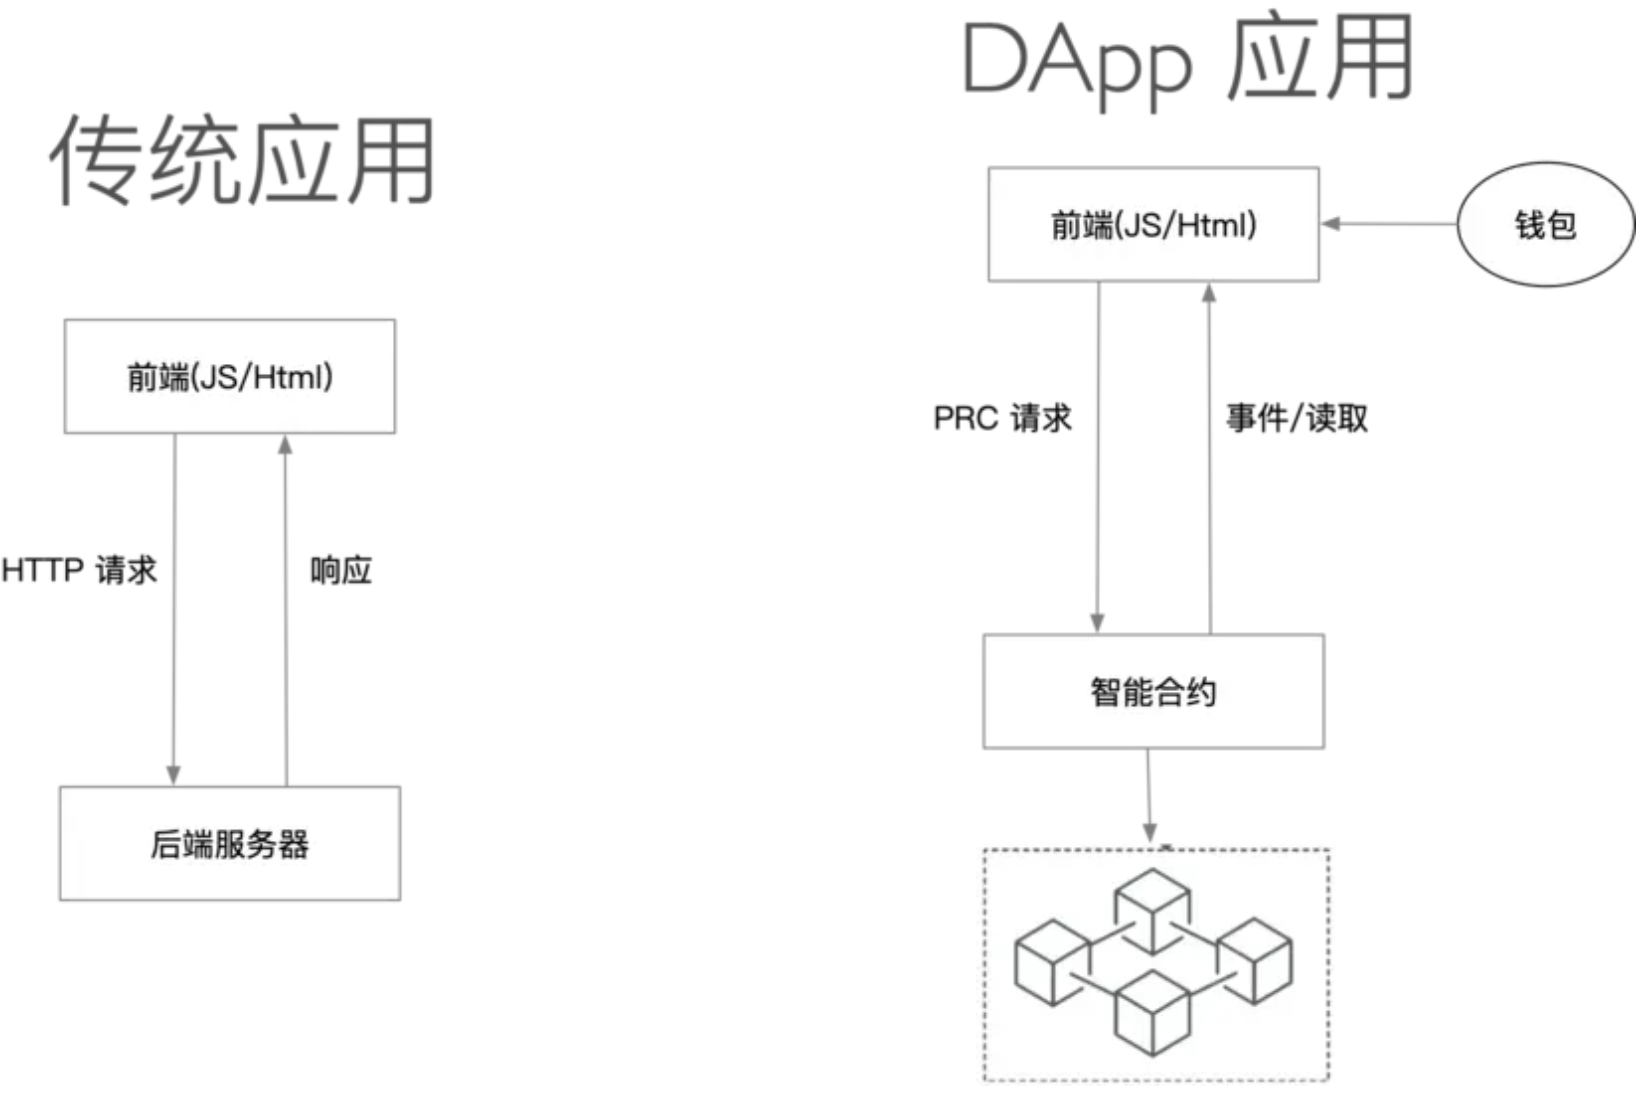 传统应用
前端(JS/Html)
HTTP 请求
响应
后端服务器
DApp 应用
前端(JS/Html)
钱包
PRC 请求
事件/读取
智能合约